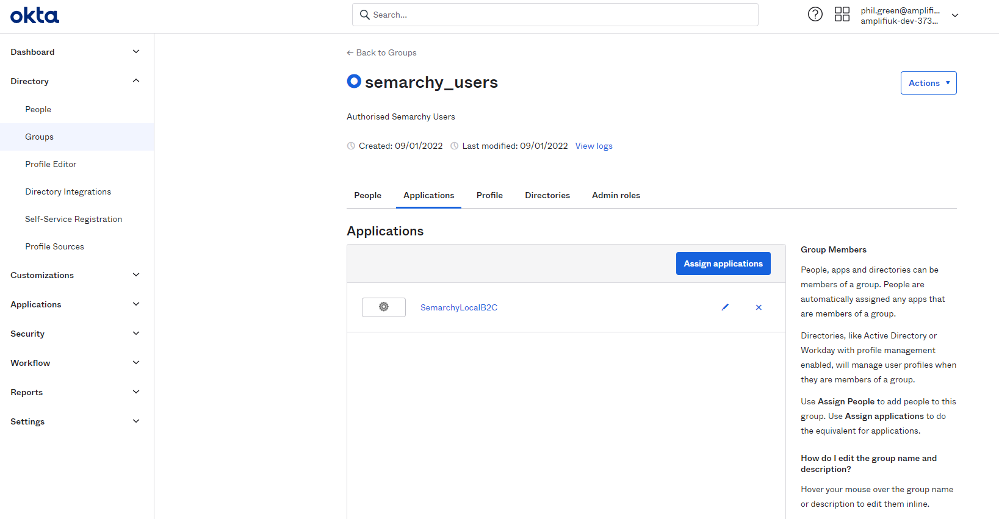 okta
Search...
phil.green@amplifi...
amplifiuk-dev-373...
Dashboard
Directory
People
Groups
Profile Editor
Directory Integrations
Self-Service Registration
Profile Sources
Customizations
Applications
Security
Workflow
Reports
Settings
← Back to Groups
semarchy_users
Actions
Authorised Semarchy Users
Created: 09/01/2022 Last modified: 09/01/2022 View logs
People Applications Profile Directories Admin roles
Applications
Assign applications
SemarchyLocalB2C
Group Members
People, apps and directories can be
members of a group. People are
automatically assigned any apps that
are members of a group.
Directories, like Active Directory or
Workday with profile management
enabled, will manage user profiles when
they are members of a group.
Use Assign People to add people to this
group. Use Assign applications to do
the equivalent for applications.
How do I edit the group name and
description?
Hover your mouse over the group name
or description to edit them inline.